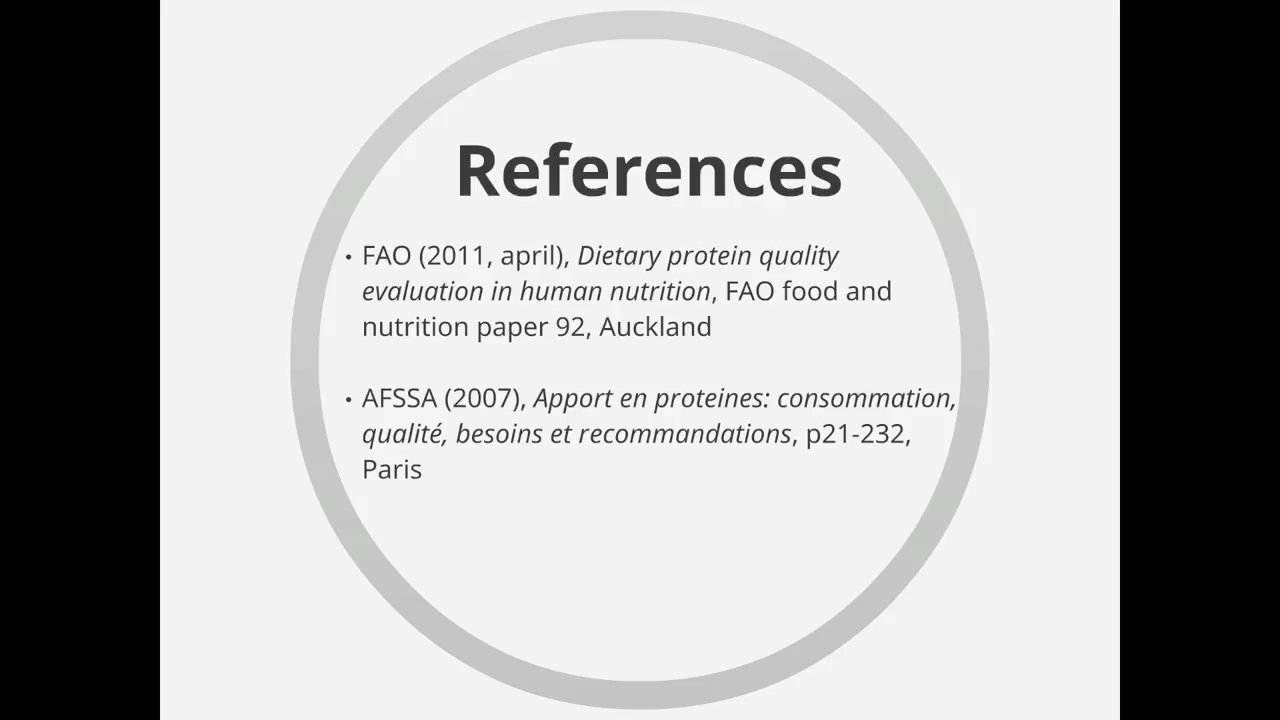 References
• FAO (2011, april), Dietary protein quality
evaluation in human nutrition, FAO food and
nutrition paper 92, Auckland
• AFSSA (2007), Apport en proteines: consommation,
qualité, besoins et recommandations, p21-232,
Paris